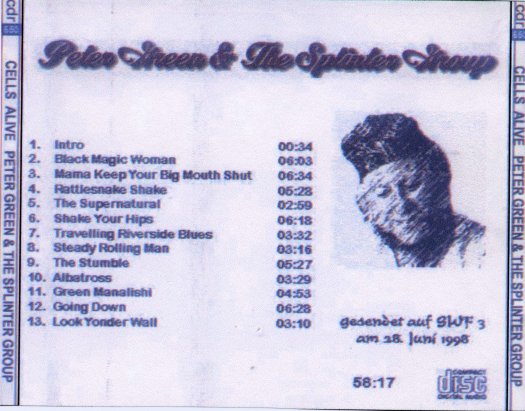 Peter Green & The Splinter Group
1. Intro 00:34
2. Black Magic Woman 06:03
3. Mama Keep Your Big Mouth Shut 06:34
4. Rattlesnake Shake 05:28
5. The Supernatural 02:59
6. Shake Your Hips 06:18
7. Travelling Riverside Blues 03:32
8. Steady Rolling Man 03:16
9. The Stumble 05:27
10. Albatross 03:29
11. Green Manalishi 04:53
12. Going Down 06:28
13. Look Yonder Wall 03:10
gesendet auf SWF 3
am 28. Juni 1998
58:17
COMPACT
disc
DIGITAL AUDIO
cdr
CELLS ALIVE PETER GREEN & THE SPLINTER GROUP
cdr
CELLS ALIVE PETER GREEN & THE SPLINTER GROUP